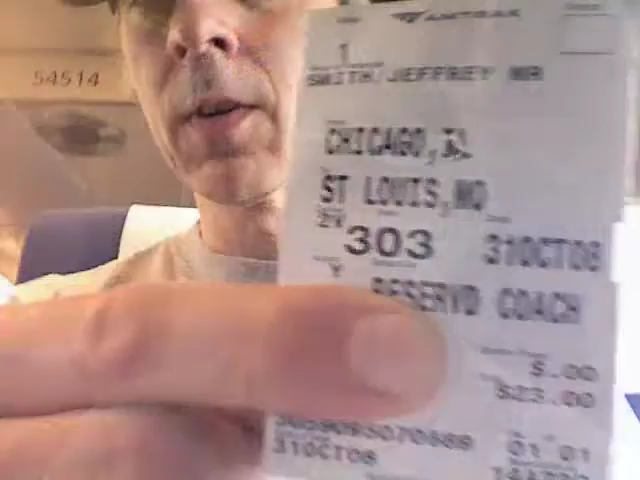 54514
AMTRAK
1
SMITH/JEFFREY MR
CHICAGO, IL
ST LOUIS, MO
303 31OCT08
Y RESERVD COACH
$.00
$23.00
31OCT08 01 01